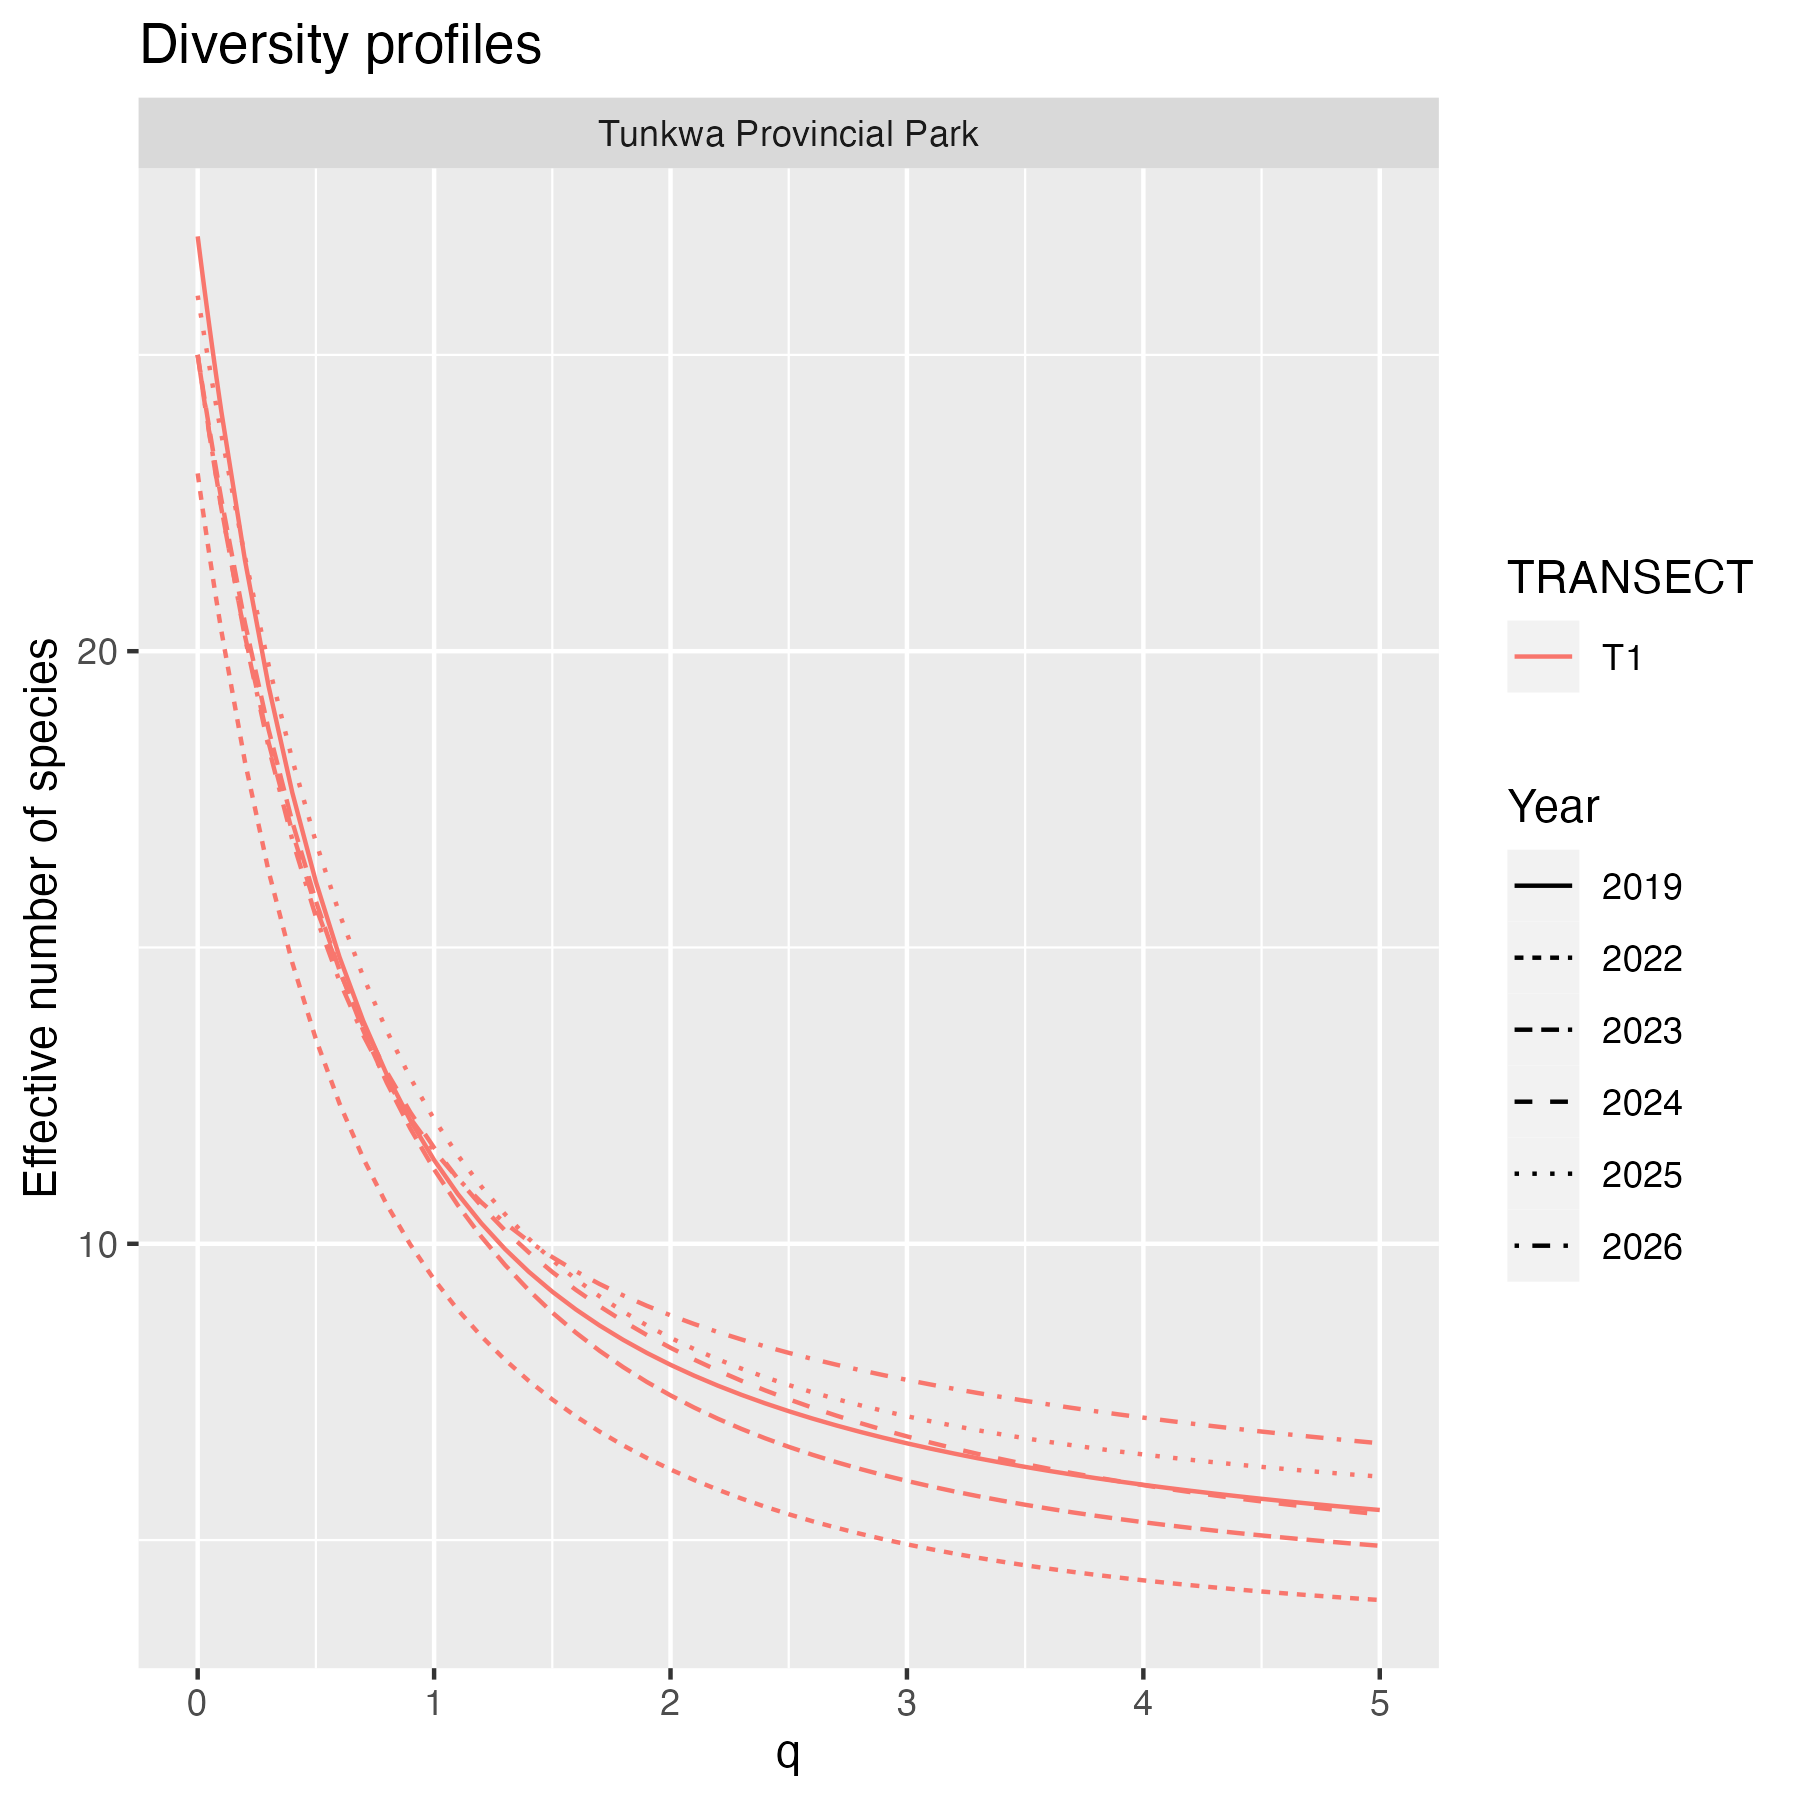 Diversity profiles
Tunkwa Provincial Park
Effective number of species
20
10
0 1 2 3 4 5
q
TRANSECT
T1
Year
2019
2022
2023
2024
2025
2026